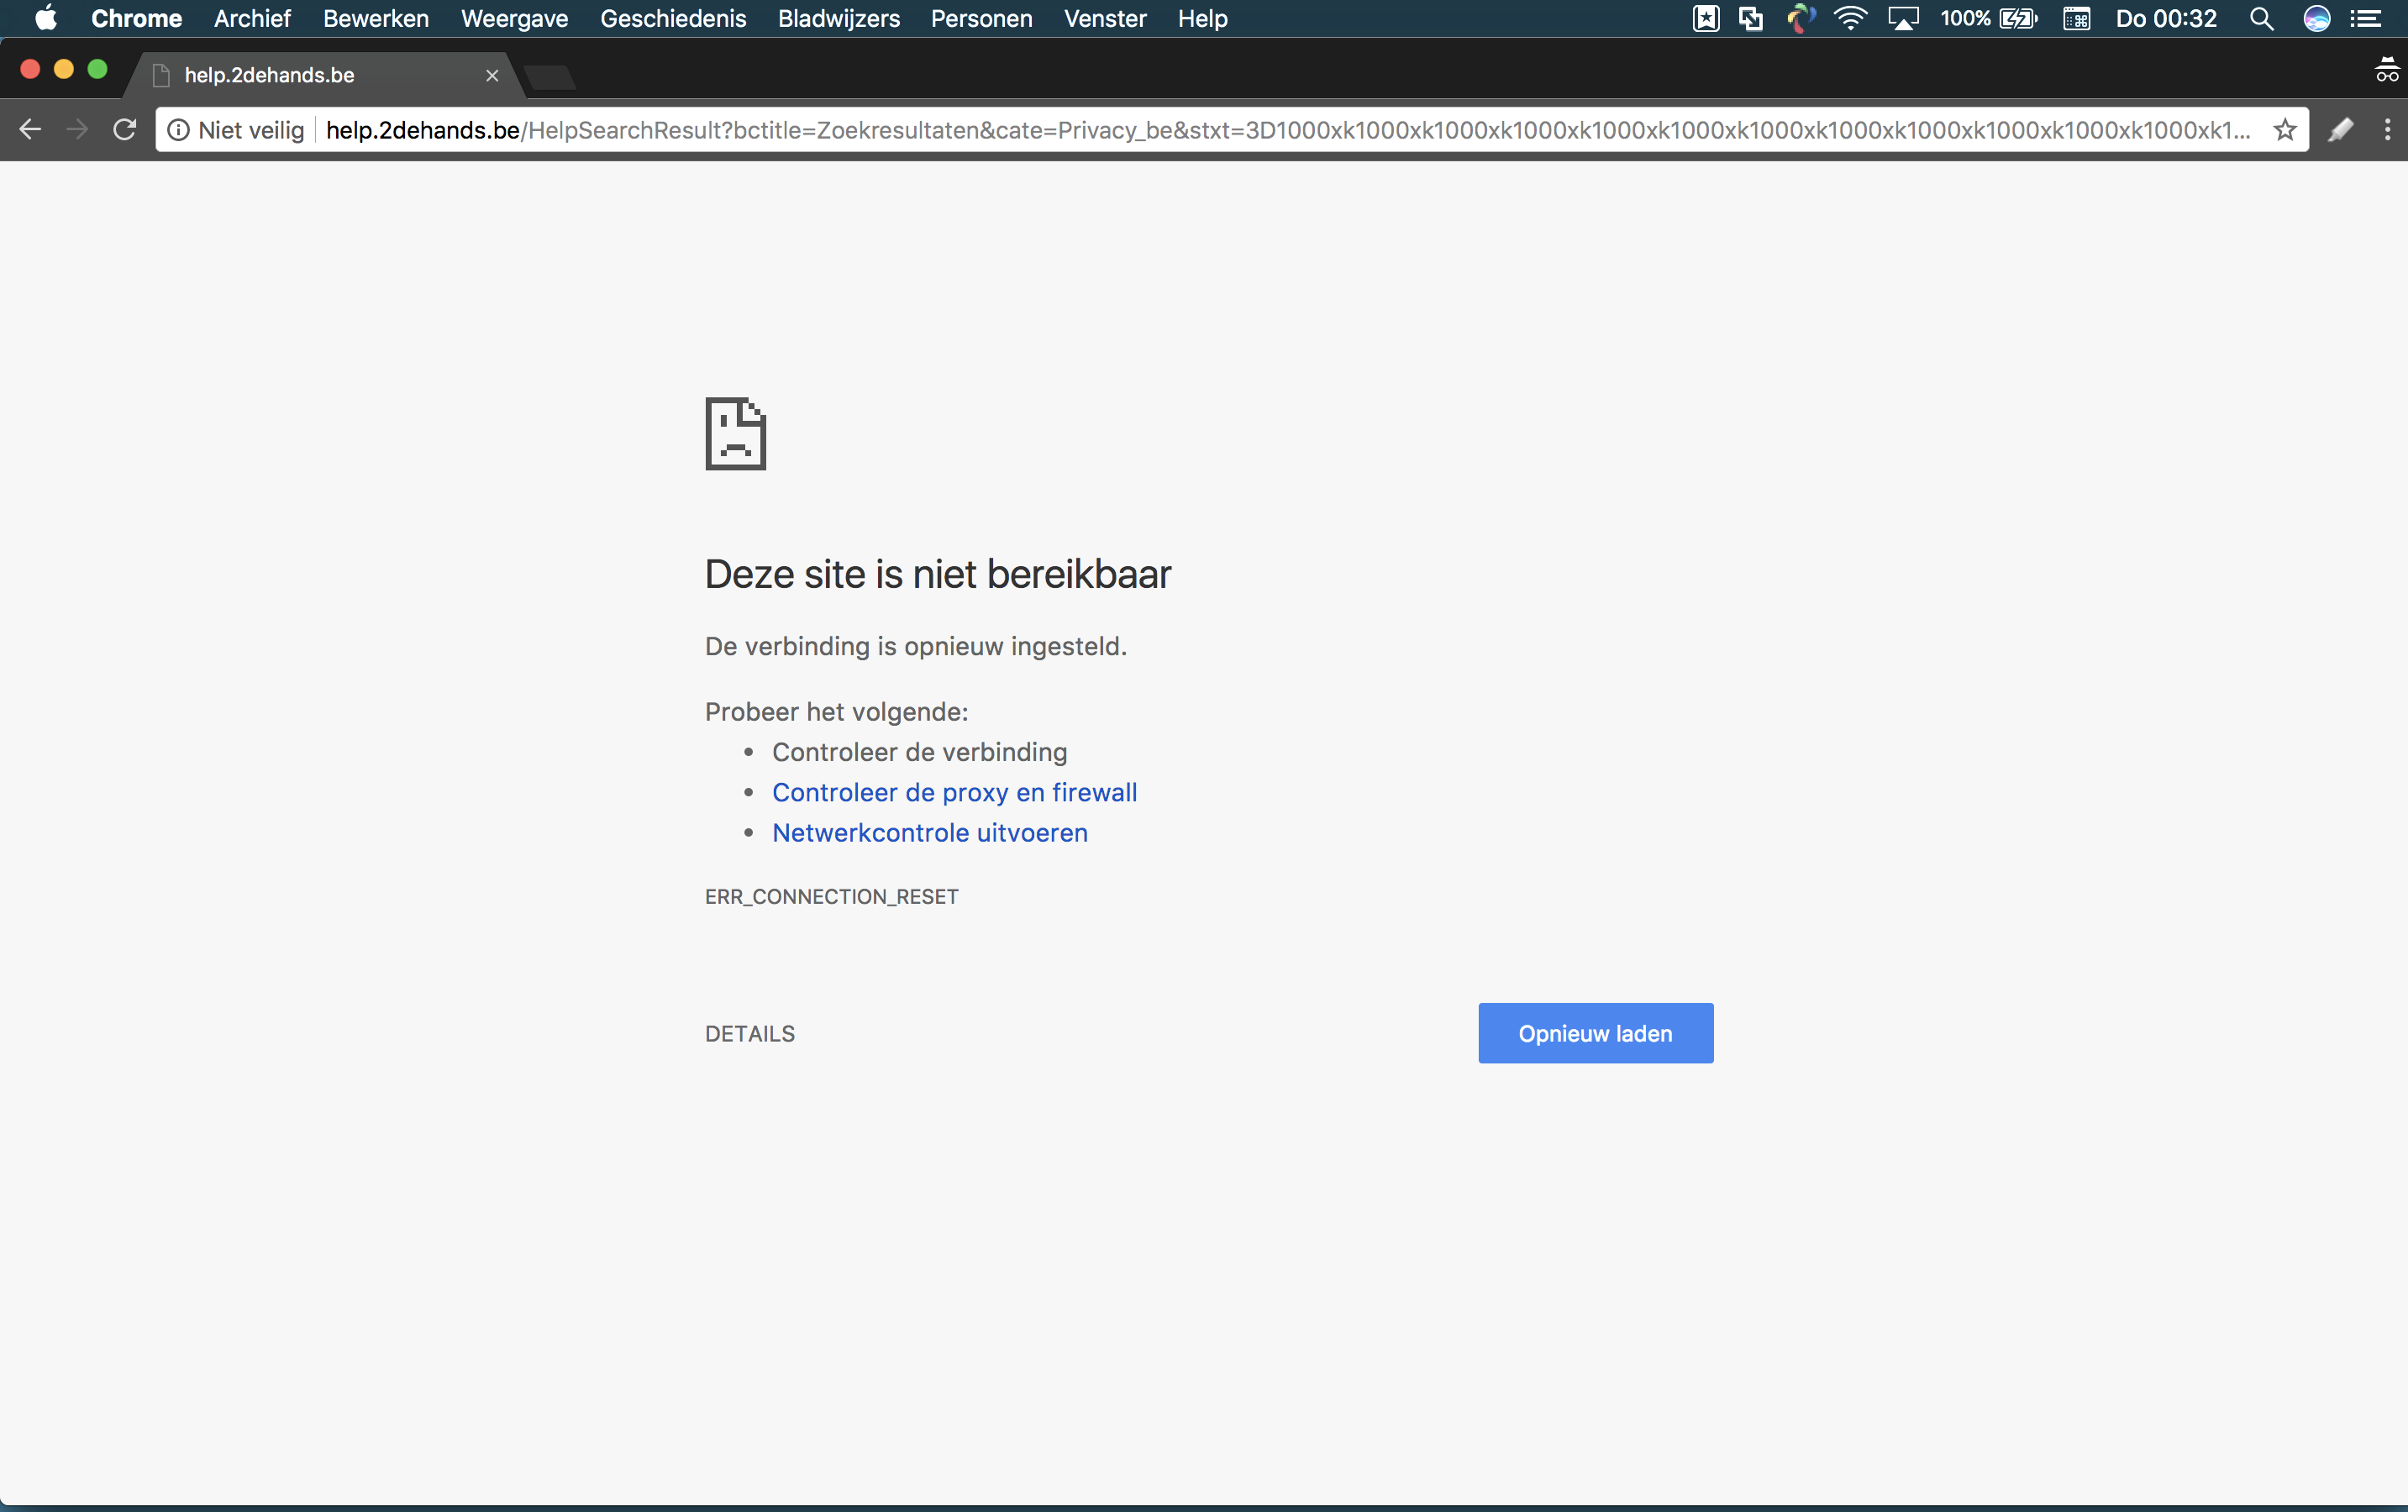 Chrome Archief Bewerken Weergave Geschiedenis Bladwijzers Personen Venster Help 100% Do 00:32
help.2dehands.be
Niet veilig help.2dehands.be/HelpSearchResult?bctitle=Zoekresultaten&cate=Privacy_be&stxt=3D1000xk1000xk1000xk1000xk1000xk1000xk1000xk1000xk1000xk1000xk1000xk1000xk1...
Deze site is niet bereikbaar
De verbinding is opnieuw ingesteld.
Probeer het volgende:
• Controleer de verbinding
• Controleer de proxy en firewall
• Netwerkcontrole uitvoeren
ERR_CONNECTION_RESET
DETAILS Opnieuw laden